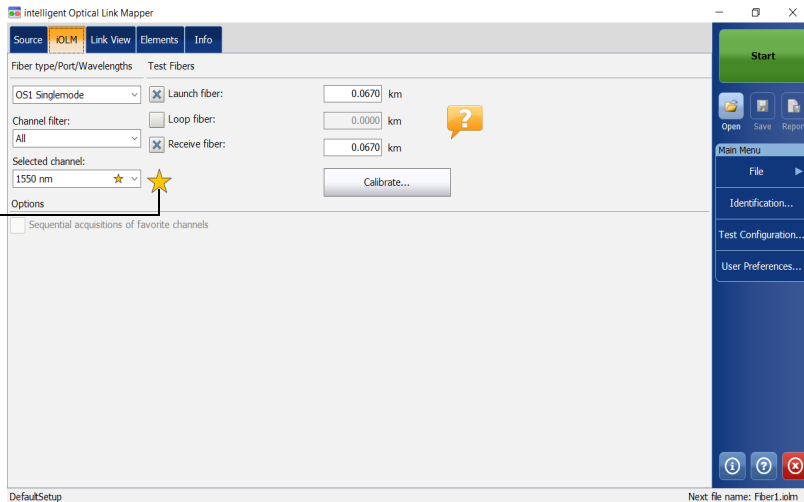 intelligent Optical Link Mapper
Source iOLM Link View Elements Info
Fiber type/Port/Wavelengths Test Fibers
OS1 Singlemode
Launch fiber: 0.0670 km
Channel filter:
Loop fiber: 0.0000 km
All
Receive fiber: 0.0670 km
Selected channel:
1550 nm
Calibrate...
Options
Sequential acquisitions of favorite channels
Start
Open Save Report
Main Menu
File
Identification...
Test Configuration...
User Preferences...
DefaultSetup
Next file name: Fiber1.iolm